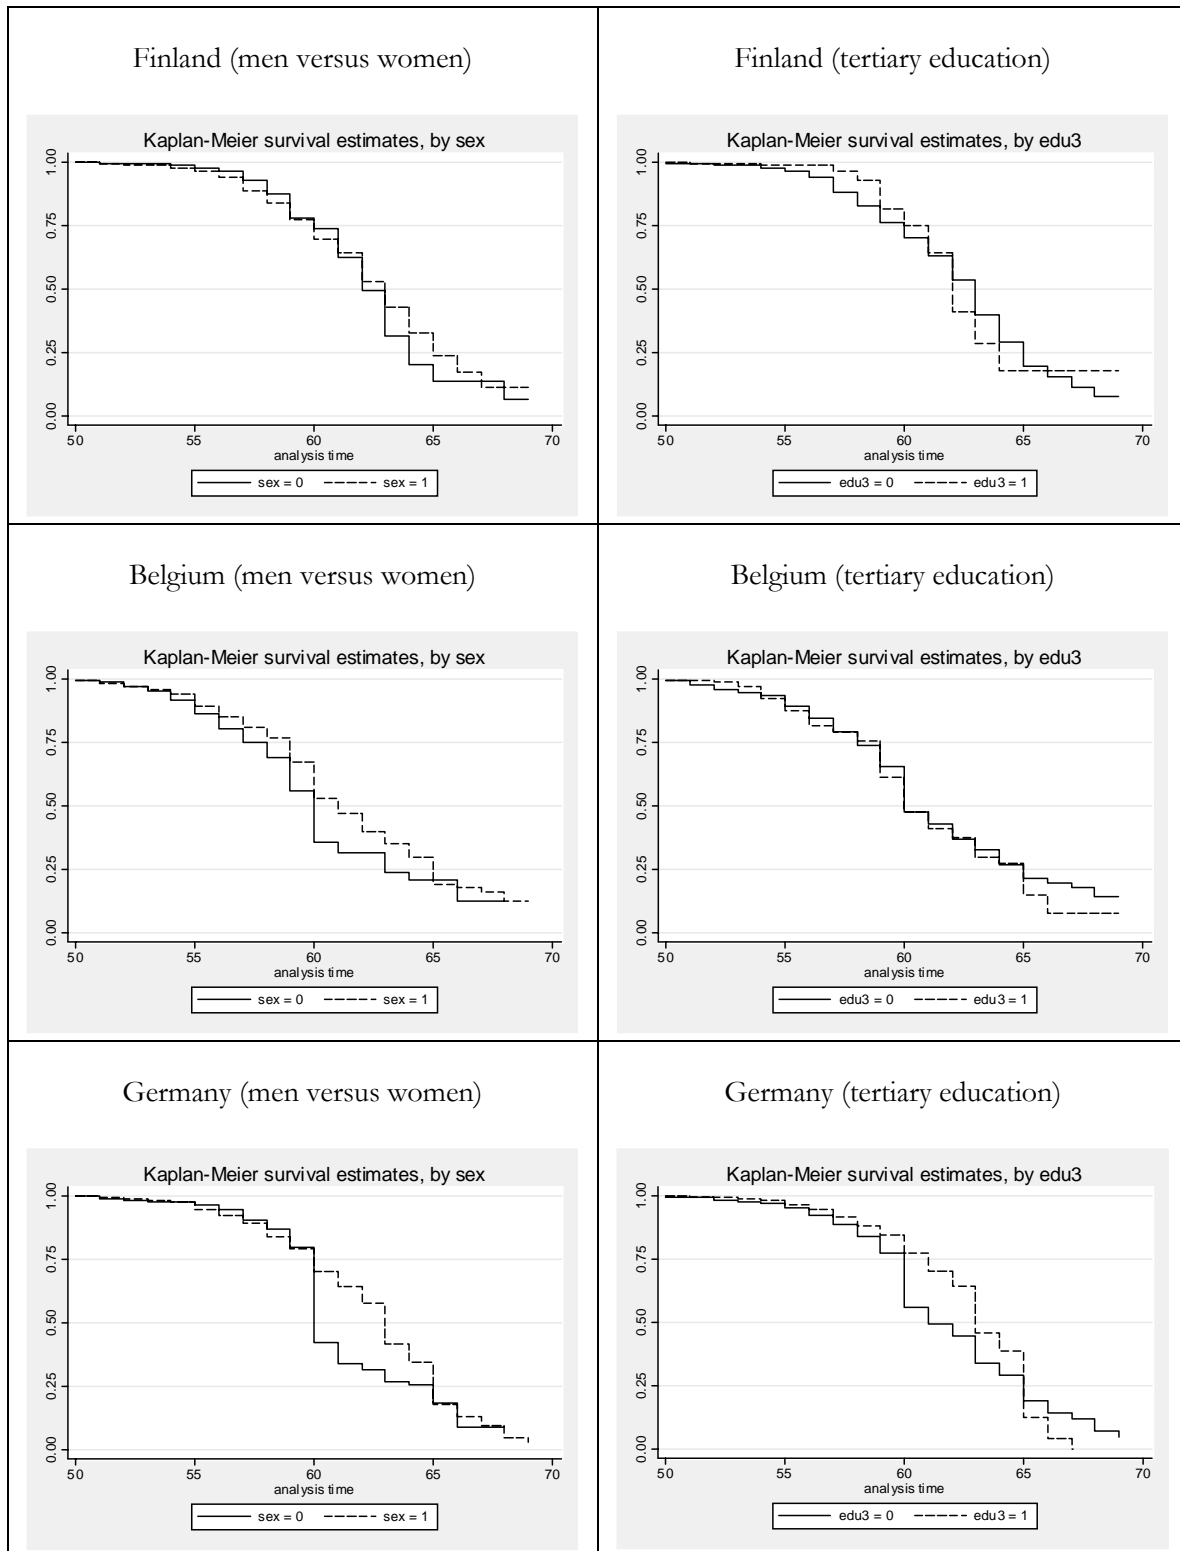 Finland (men versus women)
Kaplan-Meier survival estimates, by sex
1.00
0.75
0.50
0.25
0.00
50 55 60 65 70
analysis time
sex = 0 sex = 1
Finland (tertiary education)
Kaplan-Meier survival estimates, by edu3
1.00
0.75
0.50
0.25
0.00
50 55 60 65 70
analysis time
edu3 = 0 edu3 = 1
Belgium (men versus women)
Kaplan-Meier survival estimates, by sex
1.00
0.75
0.50
0.25
0.00
50 55 60 65 70
analysis time
sex = 0 sex = 1
Belgium (tertiary education)
Kaplan-Meier survival estimates, by edu3
1.00
0.75
0.50
0.25
0.00
50 55 60 65 70
analysis time
edu3 = 0 edu3 = 1
Germany (men versus women)
Kaplan-Meier survival estimates, by sex
1.00
0.75
0.50
0.25
0.00
50 55 60 65 70
analysis time
sex = 0 sex = 1
Germany (tertiary education)
Kaplan-Meier survival estimates, by edu3
1.00
0.75
0.50
0.25
0.00
50 55 60 65 70
analysis time
edu3 = 0 edu3 = 1